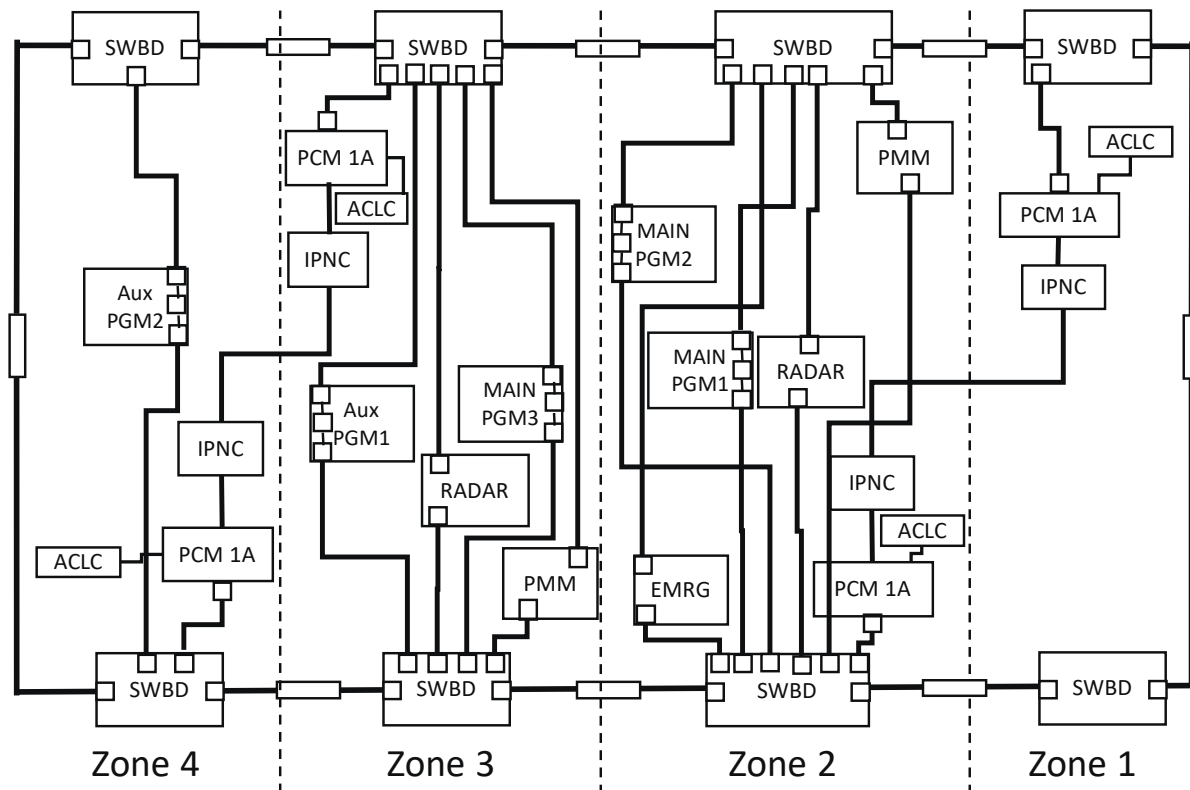 SWBD
SWBD
SWBD
SWBD
PCM 1A
ACLC
IPNC
PMM
ACLC
PCM 1A
IPNC
MAIN
PGM2
Aux
PGM2
MAIN
PGM1
RADAR
Aux
PGM1
MAIN
PGM3
IPNC
RADAR
IPNC
ACLC
PCM 1A
ACLC
PMM
EMRG
PCM 1A
SWBD
SWBD
SWBD
SWBD
Zone 4
Zone 3
Zone 2
Zone 1